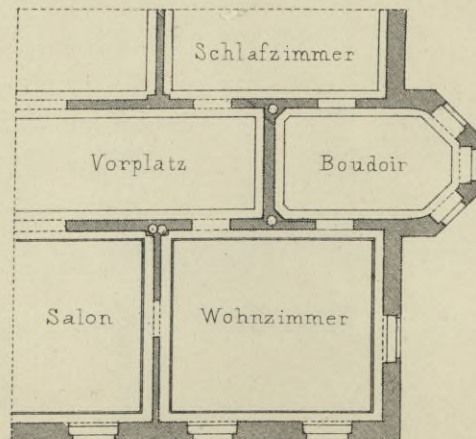 Schlafzimmer
Vorplatz
Boudoir
Salon
Wohnzimmer